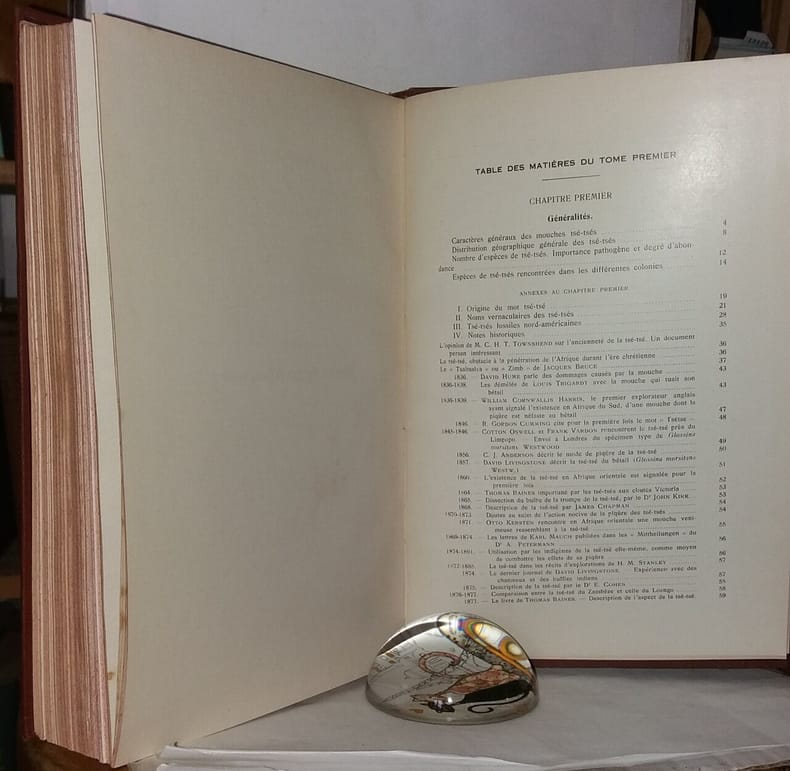 TABLE DES MATIÈRES DU TOME PREMIER
CHAPITRE PREMIER
Généralités.
Caractères généraux des mouches tsé-tsés 4
Distribution géographique générale des tsé-tsés 8
Nombre d'espèces de tsé-tsés. Importance pathogène et degré d'abon-
dance 12
Espèces de tsé-tsés rencontrées dans les différentes colonies 14
ANNEXES AU CHAPITRE PREMIER
I. Origine du mot tsé-tsé 19
II. Noms vernaculaires des tsé-tsés 21
III. Tsé-tsés fossiles nord-américaines 28
IV. Notes historiques 35
L'opinion de M. C. H. T. TOWNSHEND sur l'ancienneté de la tsé-tsé. Un document
person intéressant 36
La tsé-tsé, obstacle à la pénétration de l'Afrique durant l'ère chrétienne 36
Le « Tsaltsalya » ou « Zimb » de JACQUES BRUCE 37
1836. — DAVID HUME parle des dommages causés par la mouche 43
1836-1838. Les démêlés de LOUIS TRIGARDT avec la mouche qui tuait son
bétail 43
1836-1839. — WILLIAM CORNWALLIS HARRIS, le premier explorateur anglais
ayant signalé l'existence en Afrique du Sud, d'une mouche dont la
piqûre est néfaste au bétail 47
1846. — R. GORDON CUMMING cite pour la première fois le mot « Tsétsé » 48
1845-1846. — COTTON OSWELL et FRANK VARDON rencontrent le tsé-tsé près du
Limpopo. — Envoi à Londres du spécimen type de Glossina
morsitans WESTWOOD 49
1856. — C. J. ANDERSON décrit le mode de piqûre de la tsé-tsé 50
1857. — DAVID LIVINGSTONE décrit la tsé-tsé du bétail (Glossina morsitans
WESTW.) 51
1860. — L'existence de la tsé-tsé en Afrique orientale est signalée pour la
première fois 52
1864. — THOMAS BAINES importuné par les tsé-tsés aux chutes Victoria 53
1865. — Dissection du bulbe de la trompe de la tsé-tsé, par le Dr JOHN KIRK 53
1868. — Description de la tsé-tsé par JAMES CHAPMAN 54
1870-1873. Doutes au sujet de l'action nocive de la piqûre des tsé-tsés 54
1871. — OTTO KERSTEN rencontre en Afrique orientale une mouche veni-
meuse ressemblant à la tsé-tsé 55
1869-1874. — Les lettres de KARL MAUCH publiées dans les « Mittheilungen » du
Dr A. PETERMANN 56
1874-1891. Utilisation par les indigènes de la tsé-tsé elle-même, comme moyen
de combattre les effets de sa piqûre 56
1872-1885. La tsé-tsé dans les récits d'explorations de H. M. STANLEY 57
1874. Le dernier journal de DAVID LIVINGSTONE. Expérience avec des
chameaux et des buffles indiens 57
1875. — Description de la tsé-tsé par le Dr E. COHEN 58
1876-1877. — Comparaison entre la tsé-tsé du Zambèze et celle du Loango 58
1877. — Le livre de THOMAS BAINES. — Description de l'aspect de la tsé-tsé. 59